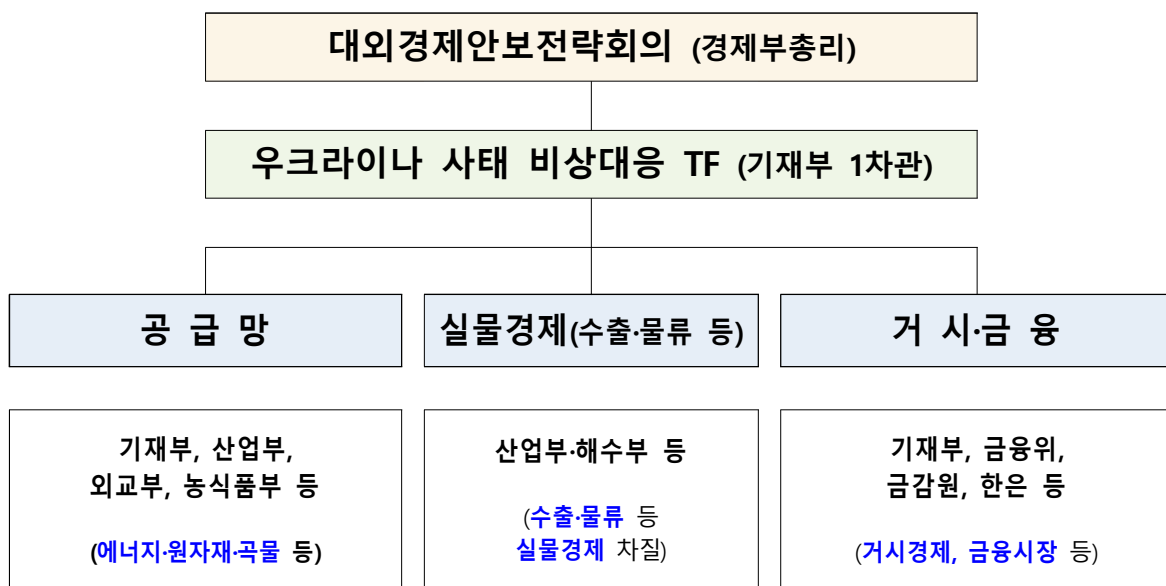 대외경제안보전략회의 (경제부총리)
우크라이나 사태 비상대응 TF (기재부 1차관)
공 급 망
실물경제(수출·물류 등)
거 시·금 융
기재부, 산업부,
외교부, 농식품부 등
(에너지·원자재·곡물 등)
산업부·해수부 등
(수출·물류 등
실물경제 차질)
기재부, 금융위,
금감원, 한은 등
(거시경제, 금융시장 등)